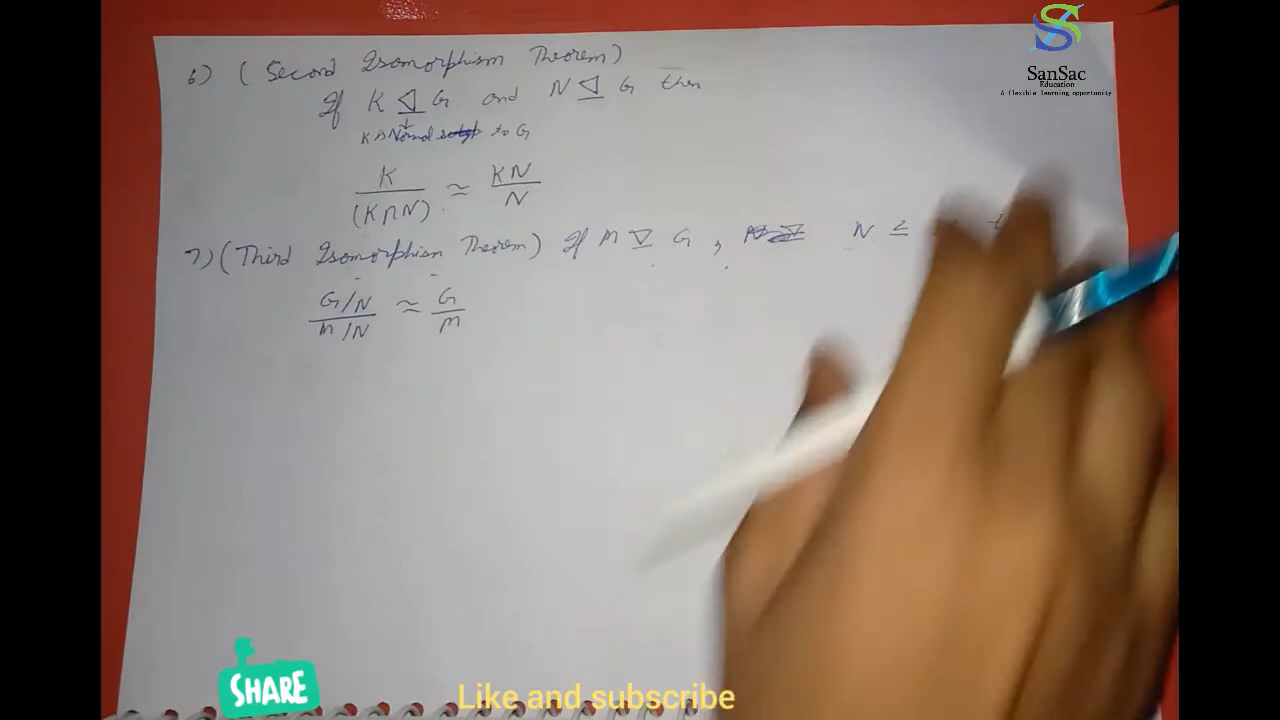 6) (Second Isomorphism Theorem)
If K ⊴ G and N ⊴ G then
K is Normal to G
K/(K∩N) ≃ KN/N
7) (Third Isomorphism Theorem) If M ⊴ G, N ≤
G/N / M/N ≃ G/M
SanSac
Education
A flexible learning opportunity
SHARE
Like and subscribe